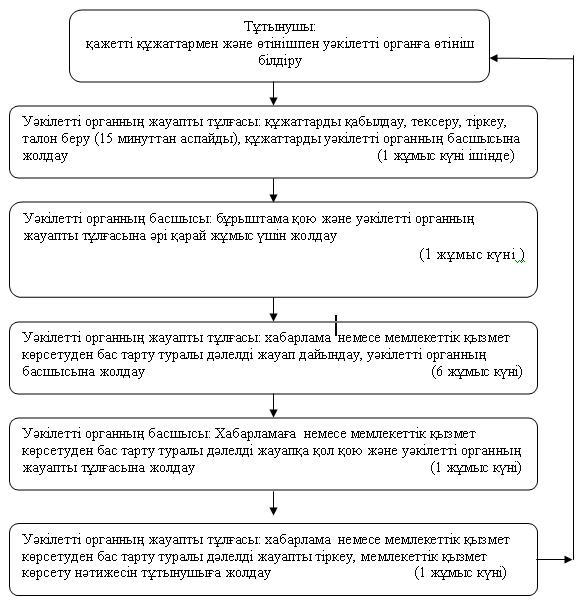 Тұтынушы:
қажетті құжаттармен және өтінішпен уәкілетті органға өтініш
білдіру
Уәкілетті органның жауапты тұлғасы: құжаттарды қабылдау, тексеру, тіркеу,
талон беру (15 минуттан аспайды), құжаттарды уәкілетті органның басшысына
жолдау (1 жұмыс күні ішінде)
Уәкілетті органның басшысы: бұрыштама қою және уәкілетті органның
жауапты тұлғасына әрі қарай жұмыс үшін жолдау
(1 жұмыс күні )
Уәкілетті органның жауапты тұлғасы: хабарлама немесе мемлекеттік қызмет
көрсетуден бас тарту туралы дәлелді жауап дайындау, уәкілетті органның
басшысына жолдау (6 жұмыс күні)
Уәкілетті органның басшысы: Хабарламаға немесе мемлекеттік қызмет
көрсетуден бас тарту туралы дәлелді жауапқа қол қою және уәкілетті органның
жауапты тұлғасына жолдау (1 жұмыс күні)
Уәкілетті органның жауапты тұлғасы: хабарлама немесе мемлекеттік қызмет
көрсетуден бас тарту туралы дәлелді жауапты тіркеу, мемлекеттік қызмет
көрсету нәтижесін тұтынушыға жолдау (1 жұмыс күні)